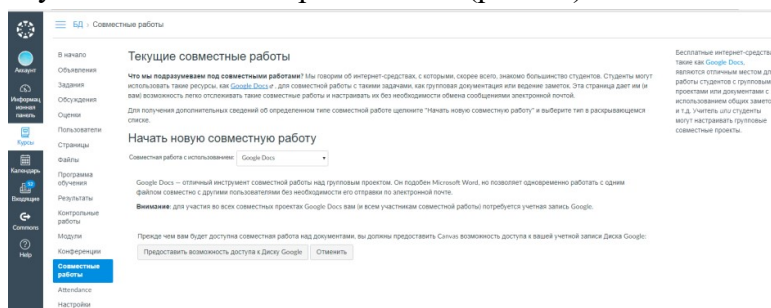 БД › Совместные работы
Аккаунт
Информационная панель
Курсы
Календарь
Входящие
Commons
Help
В начало
Объявления
Задания
Обсуждения
Оценки
Пользователи
Страницы
Файлы
Программа
обучения
Результаты
Контрольные
работы
Модули
Конференции
Совместные
работы
Attendance
Настройки
Текущие совместные работы
Что мы подразумеваем под совместными работами? Мы говорим об интернет-средствах, с которыми, скорее всего, знакомо большинство студентов. Студенты могут
использовать такие ресурсы, как Google Docs, для совместной работы с такими задачами, как групповая документация или ведение заметок. Эта страница дает им (и
вам) возможность легко отслеживать такие совместные работы и настраивать их без необходимости обмена сообщениями электронной почтой.
Для получения дополнительных сведений об определенном типе совместной работе щелкните "Начать новую совместную работу" и выберите тип в раскрывающемся
списке.
Начать новую совместную работу
Совместная работа с использованием: Google Docs
Google Docs — отличный инструмент совместной работы над групповым проектом. Он подобен Microsoft Word, но позволяет одновременно работать с одним
файлом совместно с другими пользователями без необходимости его отправки по электронной почте.
Внимание: для участия во всех совместных проектах Google Docs вам (и всем участникам совместной работы) потребуется учетная запись Google.
Прежде чем вам будет доступна совместная работа над документами, вы должны предоставить Canvas возможность доступа к вашей учетной записи Диска Google:
Предоставить возможность доступа к Диску Google Отменить
Бесплатные интернет-средства
такие как Google Docs,
являются отличным местом для
работы студентов с групповыми
проектами или документами с
использованием общих заметок
и т.д. Учитель или студенты
могут настраивать групповые
совместные проекты.